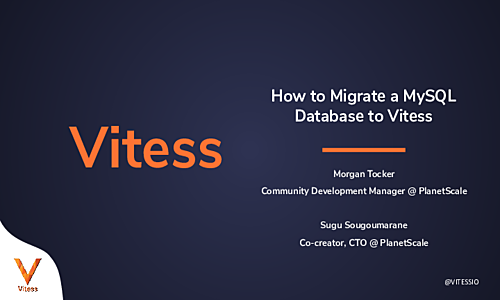 Vitess
How to Migrate a MySQL
Database to Vitess
Morgan Tocker
Community Development Manager @ PlanetScale
Sugu Sougoumarane
Co-creator, CTO @ PlanetScale
Vitess
@VITESSIO